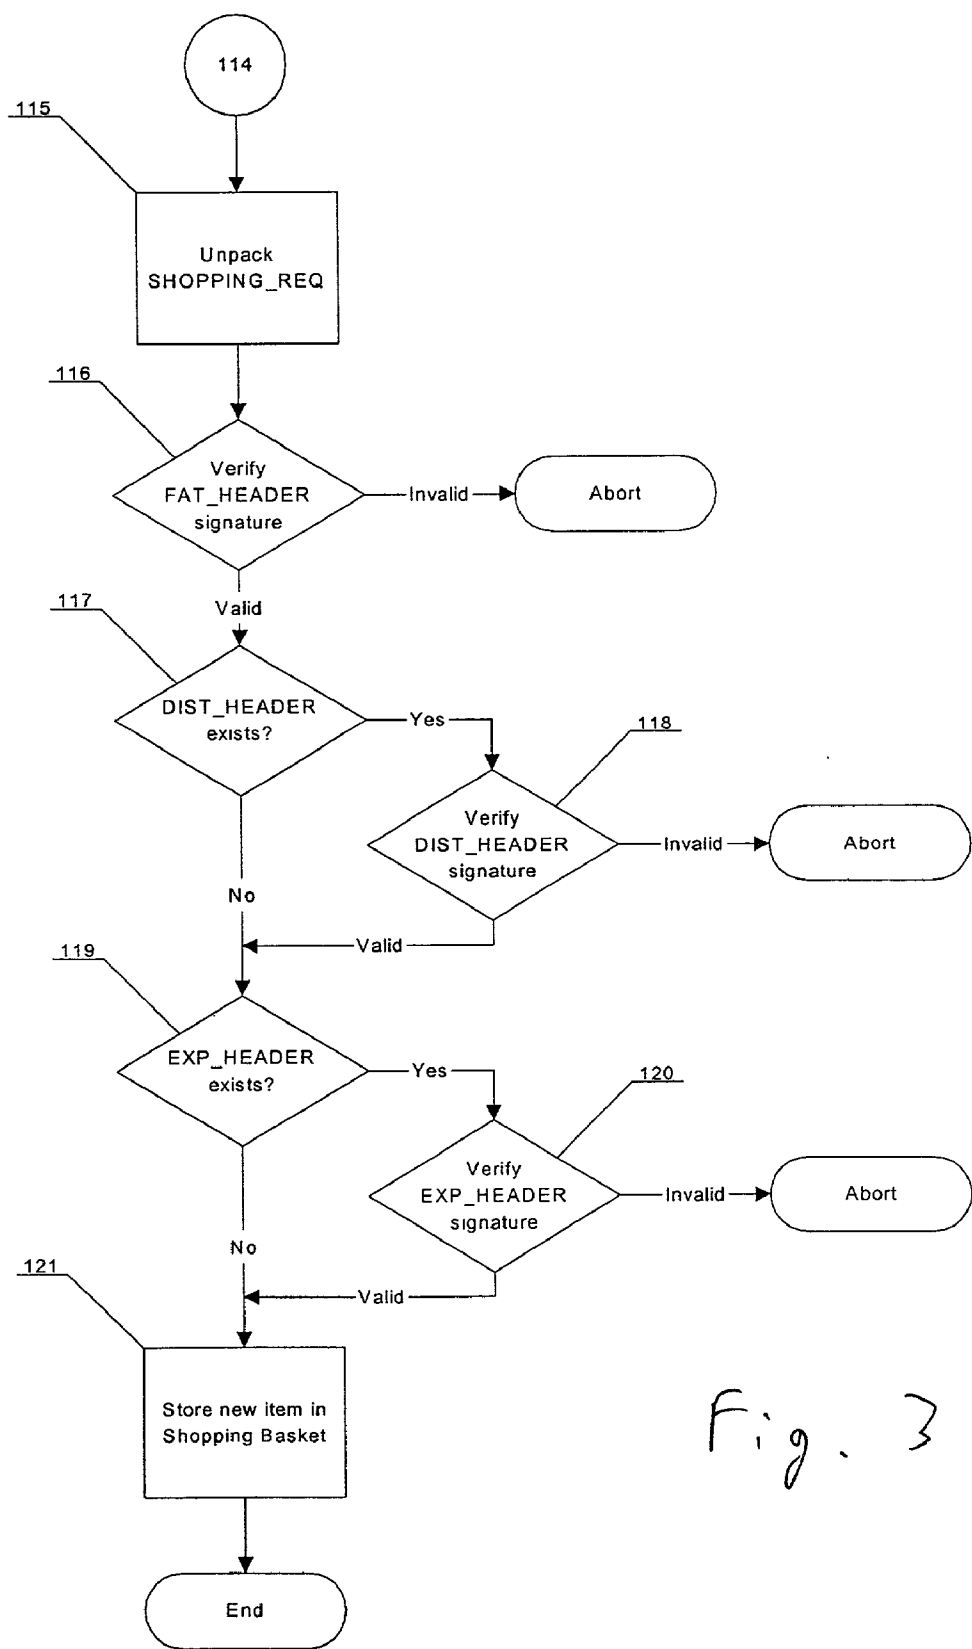 114
115
Unpack
SHOPPING_REQ
116
Verify
FAT_HEADER
signature
Invalid
Abort
Valid
117
DIST_HEADER
exists?
Yes
118
Verify
DIST_HEADER
signature
Invalid
Abort
No
Valid
119
EXP_HEADER
exists?
Yes
120
Verify
EXP_HEADER
signature
Invalid
Abort
No
Valid
121
Store new item in
Shopping Basket
End
Fig. 3